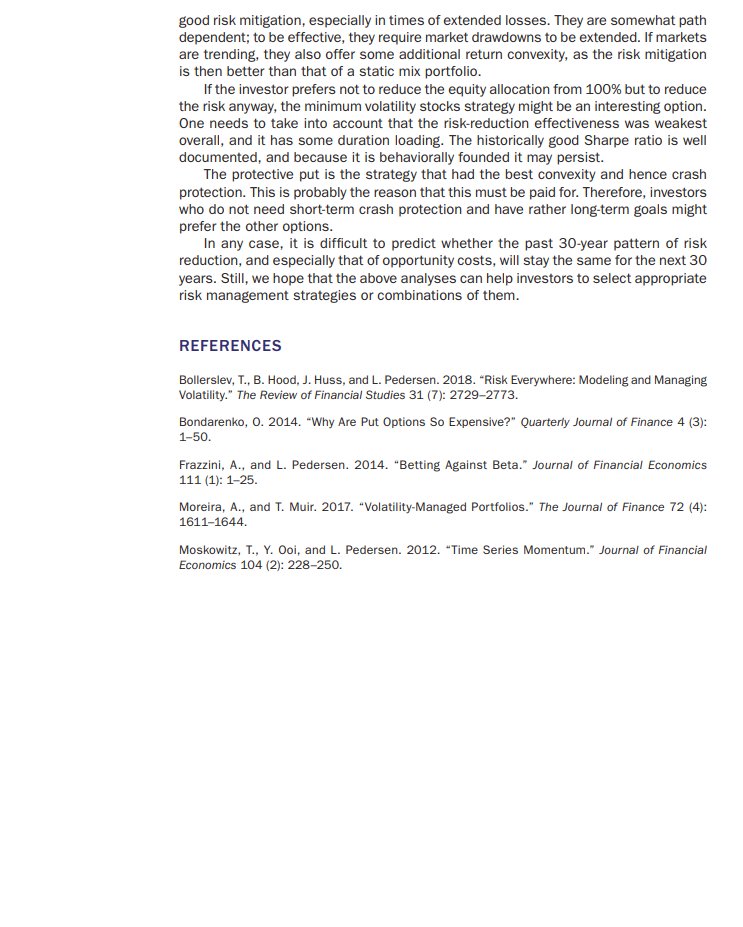 good risk mitigation, especially in times of extended losses. They are somewhat path
dependent; to be effective, they require market drawdowns to be extended. If markets
are trending, they also offer some additional return convexity, as the risk mitigation
is then better than that of a static mix portfolio.
If the investor prefers not to reduce the equity allocation from 100% but to reduce
the risk anyway, the minimum volatility stocks strategy might be an interesting option.
One needs to take into account that the risk-reduction effectiveness was weakest
overall, and it has some duration loading. The historically good Sharpe ratio is well
documented, and because it is behaviorally founded it may persist.
The protective put is the strategy that had the best convexity and hence crash
protection. This is probably the reason that this must be paid for. Therefore, investors
who do not need short-term crash protection and have rather long-term goals might
prefer the other options.
In any case, it is difficult to predict whether the past 30-year pattern of risk
reduction, and especially that of opportunity costs, will stay the same for the next 30
years. Still, we hope that the above analyses can help investors to select appropriate
risk management strategies or combinations of them.
REFERENCES
Bollerslev, T., B. Hood, J. Huss, and L. Pedersen. 2018. “Risk Everywhere: Modeling and Managing
Volatility.” The Review of Financial Studies 31 (7): 2729–2773.
Bondarenko, O. 2014. “Why Are Put Options So Expensive?” Quarterly Journal of Finance 4 (3):
1–50.
Frazzini, A., and L. Pedersen. 2014. “Betting Against Beta.” Journal of Financial Economics
111 (1): 1–25.
Moreira, A., and T. Muir. 2017. “Volatility-Managed Portfolios.” The Journal of Finance 72 (4):
1611–1644.
Moskowitz, T., Y. Ooi, and L. Pedersen. 2012. “Time Series Momentum.” Journal of Financial
Economics 104 (2): 228–250.